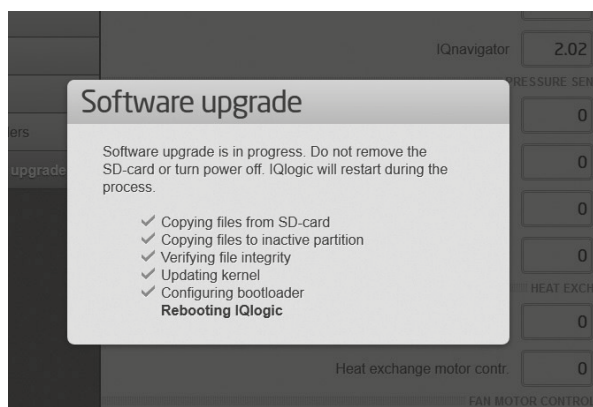 IQnavigator 2.02
PRESSURE SEN
Software upgrade
0
ders
Software upgrade is in progress. Do not remove the
SD-card or turn power off. IQlogic will restart during the
process.
upgrade
0
Copying files from SD-card
Copying files to inactive partition
Verifying file integrity
Updating kernel
Configuring bootloader
Rebooting IQlogic
0
0
HEAT EXCH
0
Heat exchange motor contr. 0
FAN MOTOR CONTROL